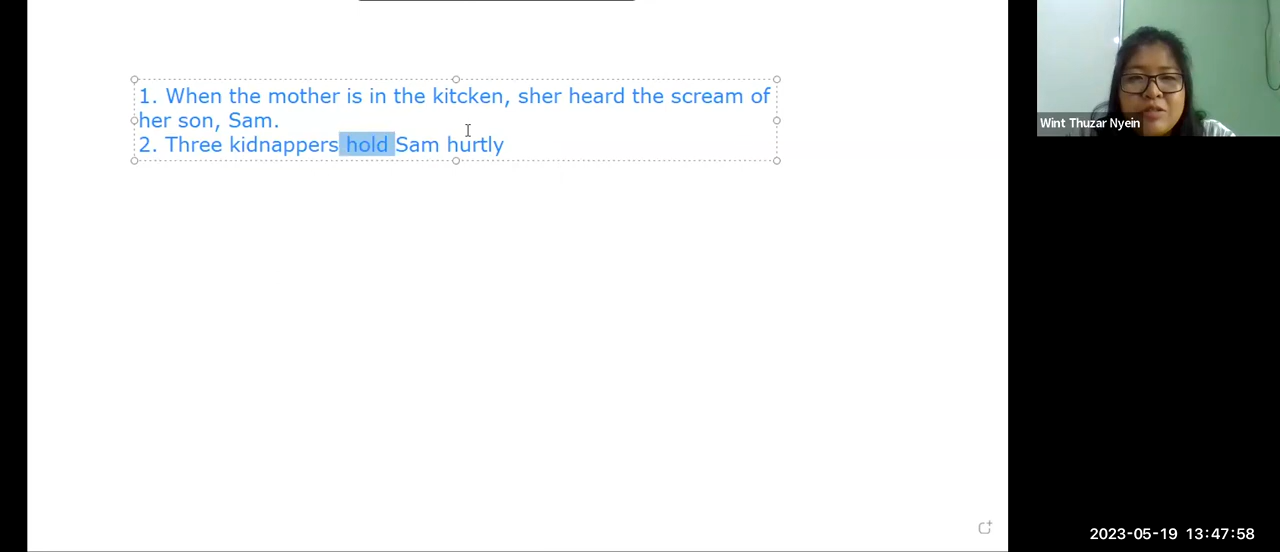 1. When the mother is in the kitcken, sher heard the scream of
her son, Sam.
2. Three kidnappers hold Sam hurtly
Wint Thuzar Nyein
2023-05-19 13:47:58